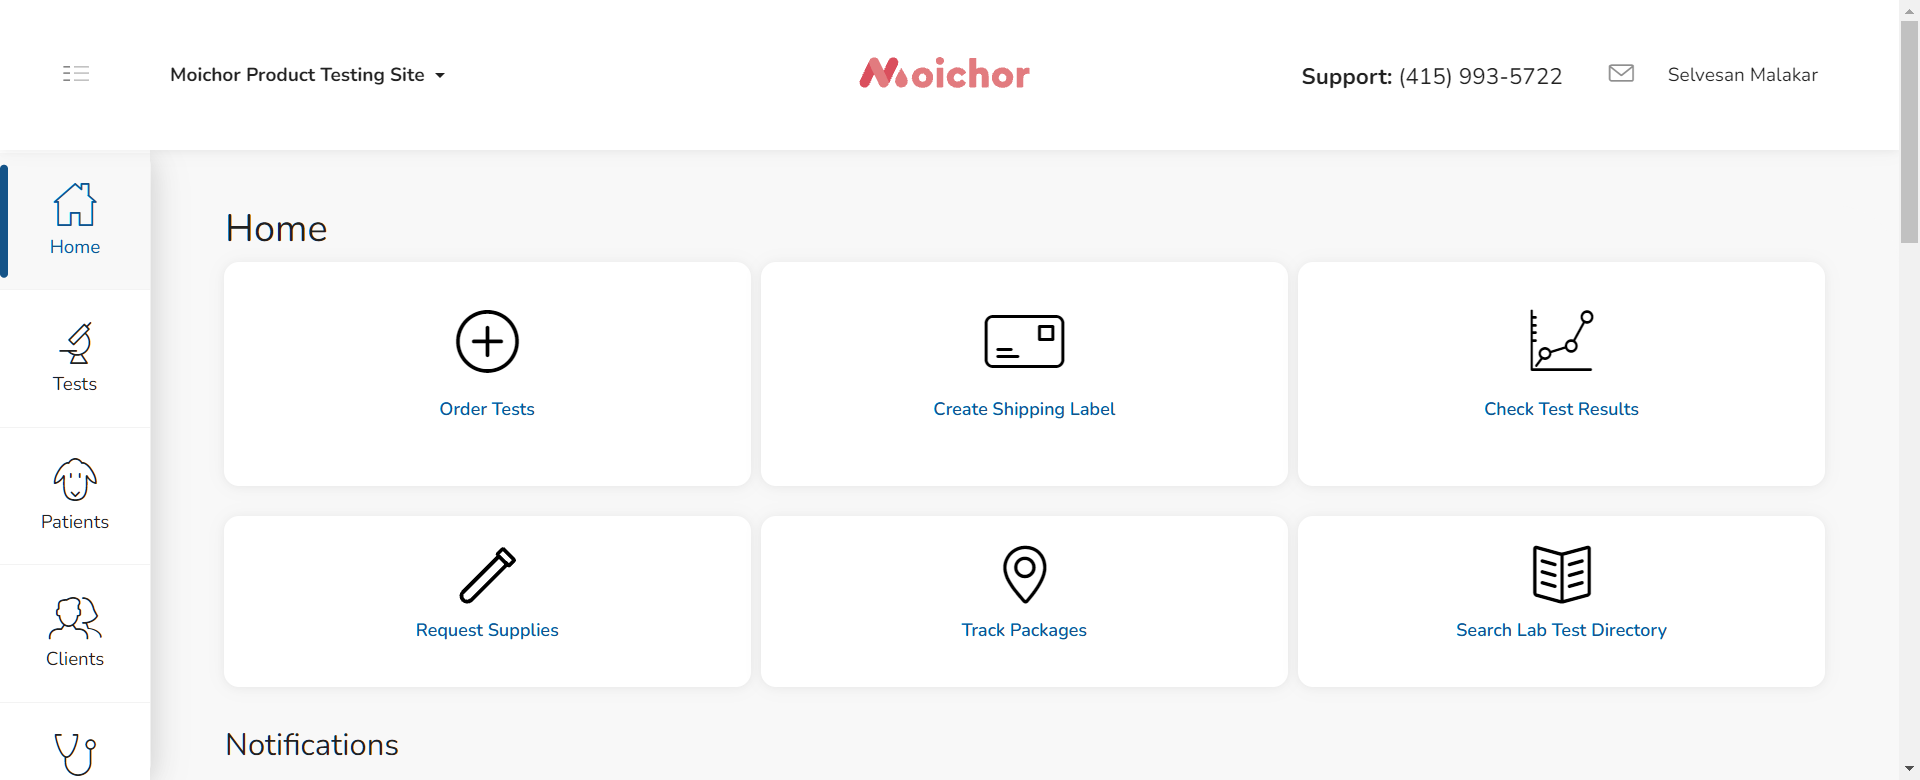 Moichor Product Testing Site
Moichor
Support: (415) 993-5722
Selvesan Malakar
Home
Tests
Patients
Clients
Home
Order Tests
Create Shipping Label
Check Test Results
Request Supplies
Track Packages
Search Lab Test Directory
Notifications